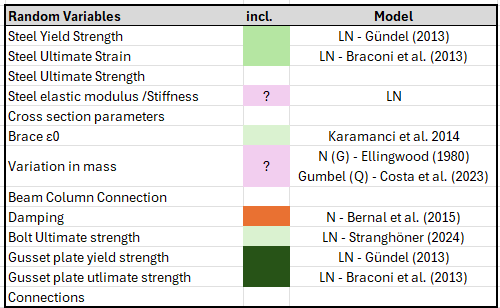 Random Variables incl. Model
Steel Yield Strength LN - Gündel (2013)
Steel Ultimate Strain LN - Braconi et al. (2013)
Steel Ultimate Strength
Steel elastic modulus /Stiffness ? LN
Cross section parameters
Brace ε0 Karamanci et al. 2014
Variation in mass ? N (G) - Ellingwood (1980)
Gumbel (Q) - Costa et al. (2023)
Beam Column Connection
Damping N - Bernal et al. (2015)
Bolt Ultimate strength LN - Stranghöner (2024)
Gusset plate yield strength LN - Gündel (2013)
Gusset plate utlimate strength LN - Braconi et al. (2013)
Connections